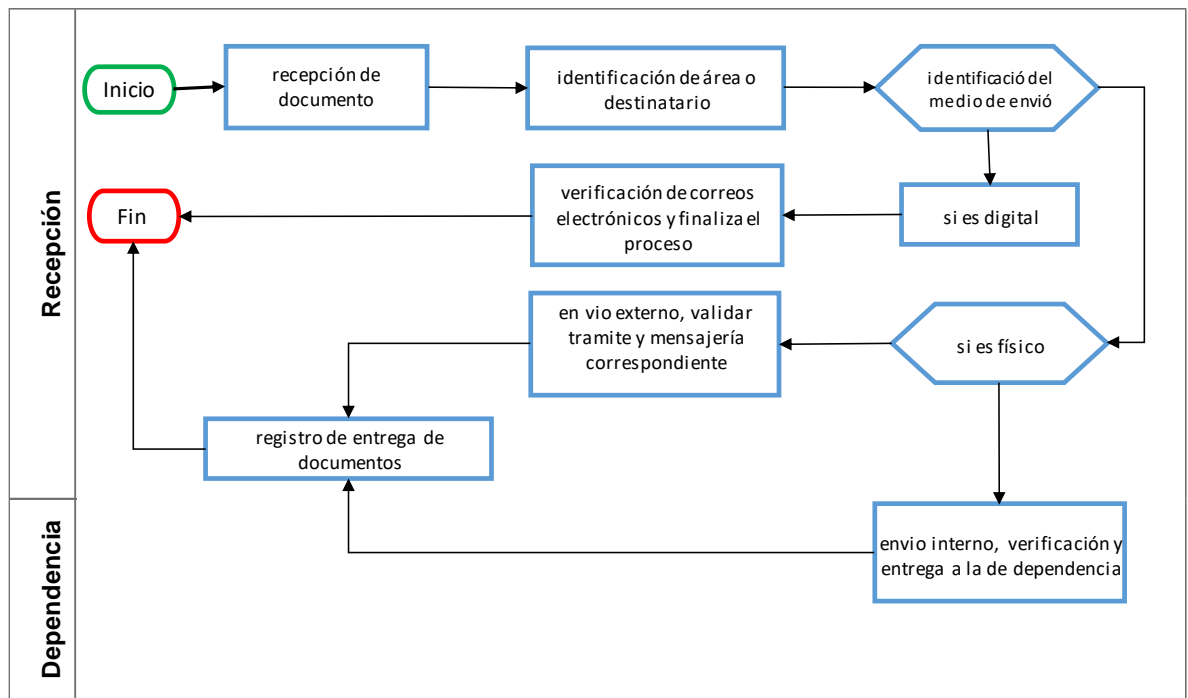 Recepción
Inicio
recepción de
documento
identificación de área o
destinatario
identificació del
medio de envió
Fin
verificación de correos
electrónicos y finaliza el
proceso
si es digital
en vio externo, validar
tramite y mensajería
correspondiente
si es físico
registro de entrega de
documentos
Dependencia
envio interno, verificación y
entrega a la de dependencia